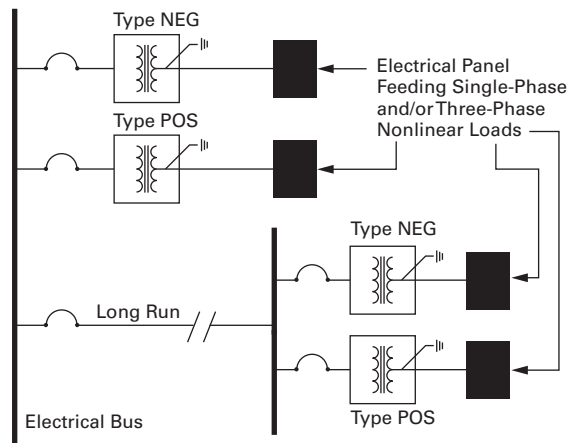 Type NEG
Type POS
Electrical Panel
Feeding Single-Phase
and/or Three-Phase
Nonlinear Loads
Type NEG
Long Run
Type POS
Electrical Bus